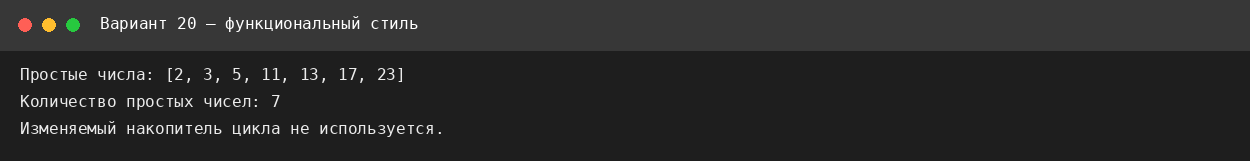 Вариант 20 — функциональный стиль
Простые числа: [2, 3, 5, 11, 13, 17, 23]
Количество простых чисел: 7
Изменяемый накопитель цикла не используется.